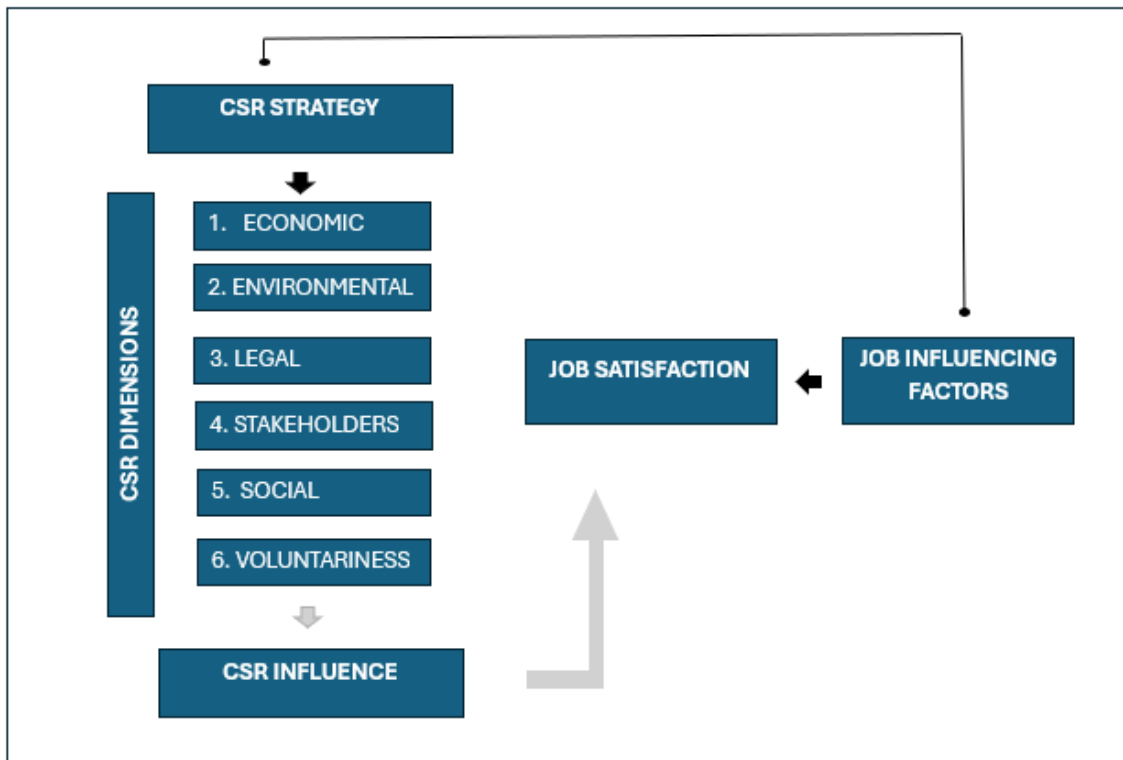 CSR STRATEGY
CSR DIMENSIONS
1. ECONOMIC
2. ENVIRONMENTAL
3. LEGAL
4. STAKEHOLDERS
5. SOCIAL
6. VOLUNTARINESS
CSR INFLUENCE
JOB SATISFACTION
JOB INFLUENCING
FACTORS